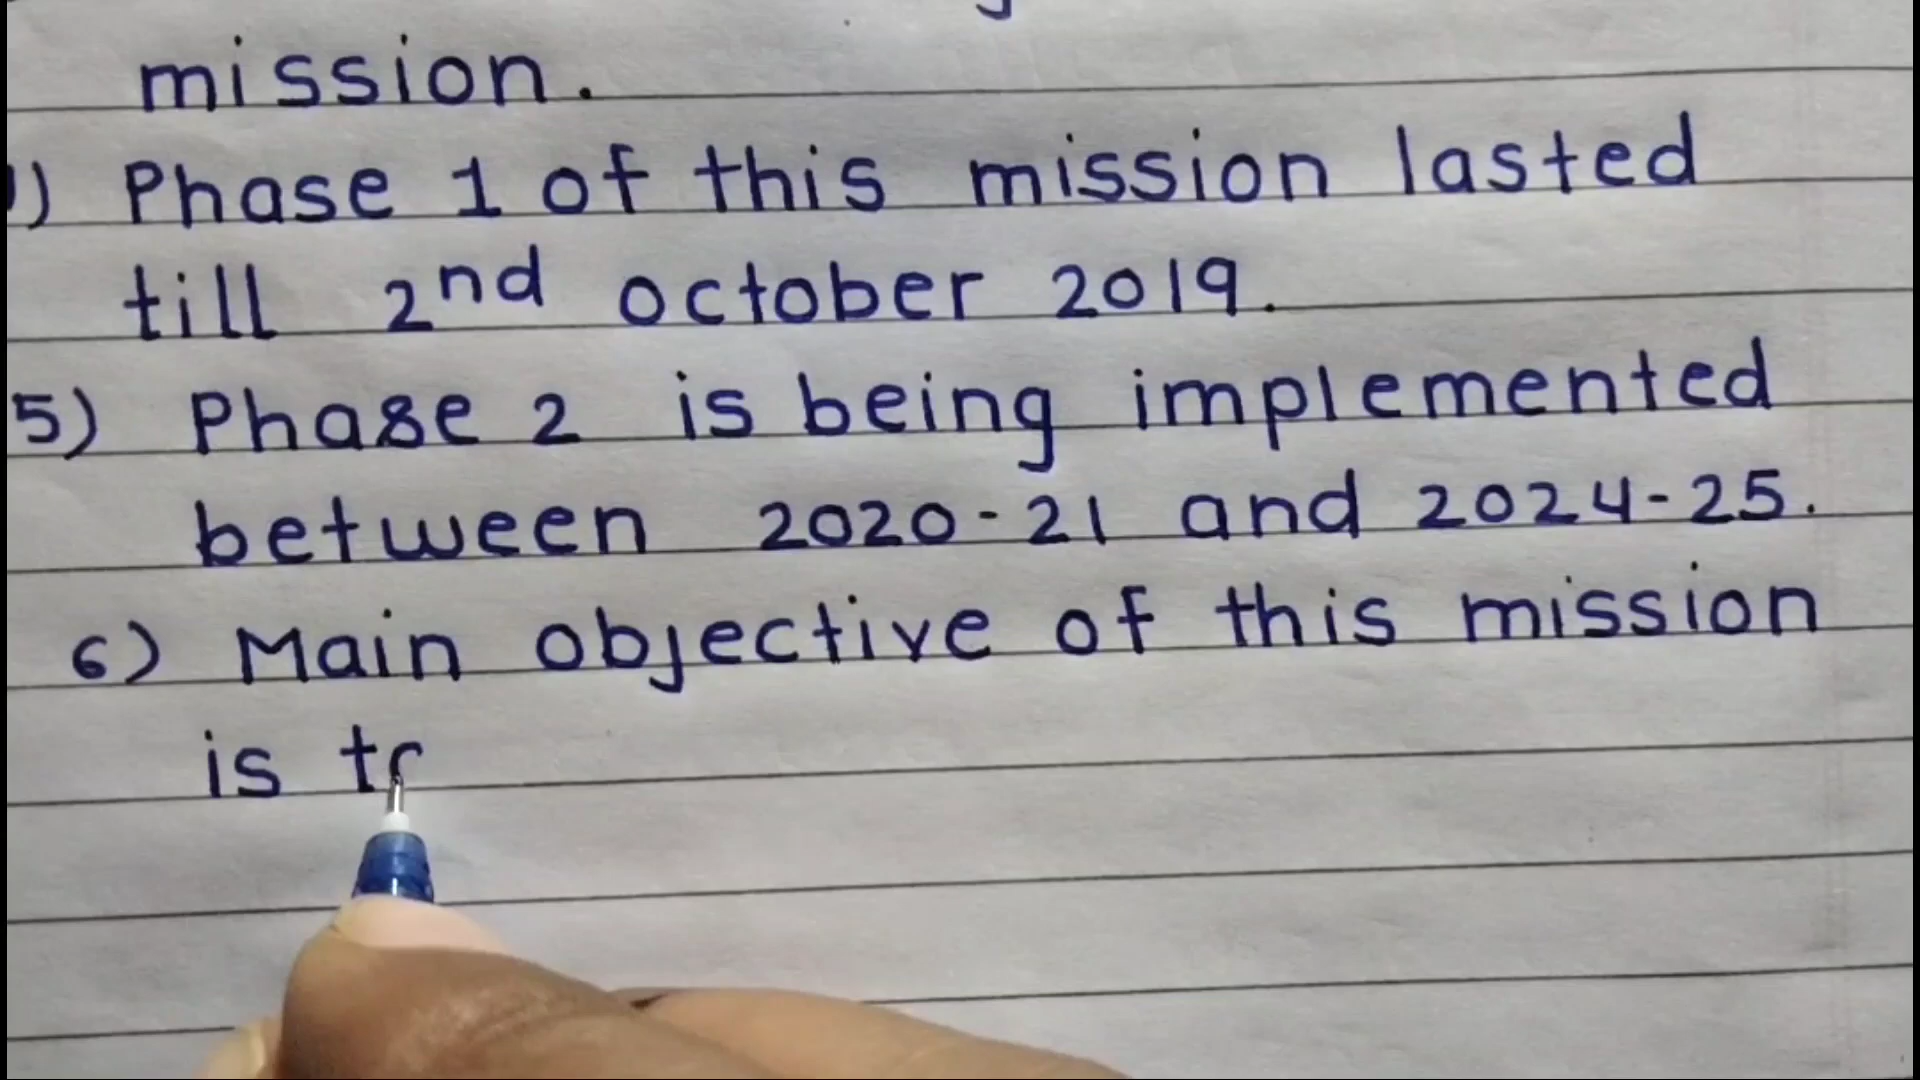 mission.
) Phase 1 of this mission lasted
till 2nd october 2019.
5) Phase 2 is being implemented
between 2020-21 and 2024-25.
6) Main objective of this mission
is